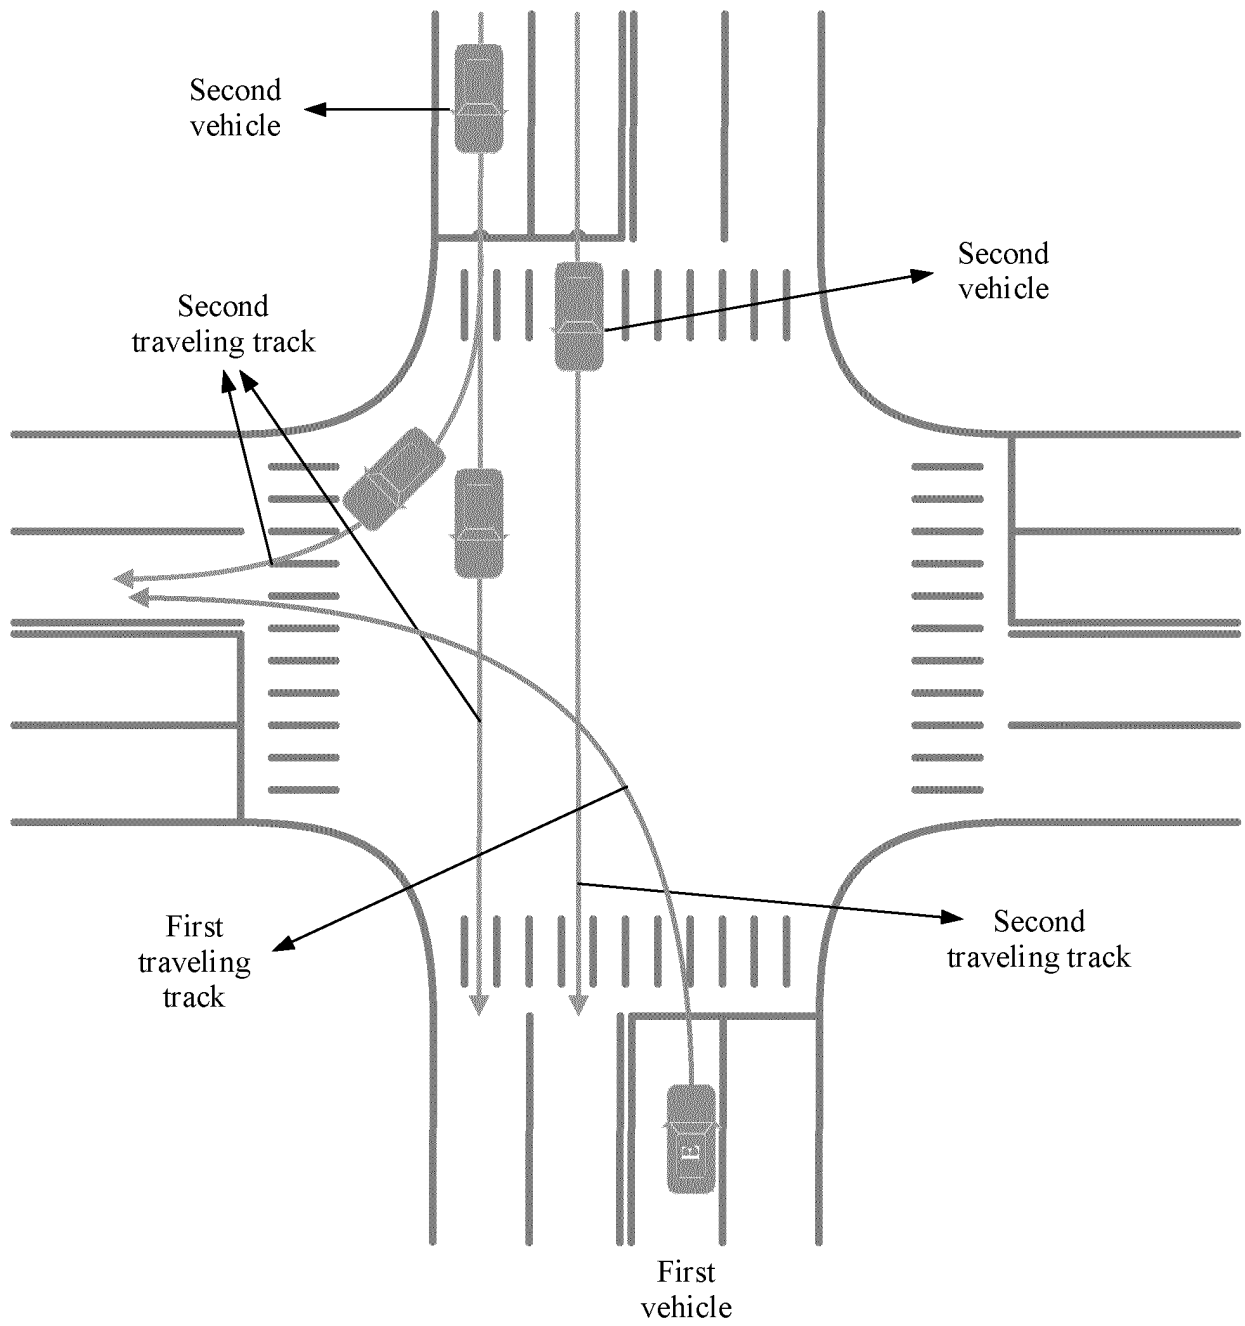 Second
vehicle
Second
vehicle
Second
traveling track
First
traveling
track
Second
traveling track
E
First
vehicle